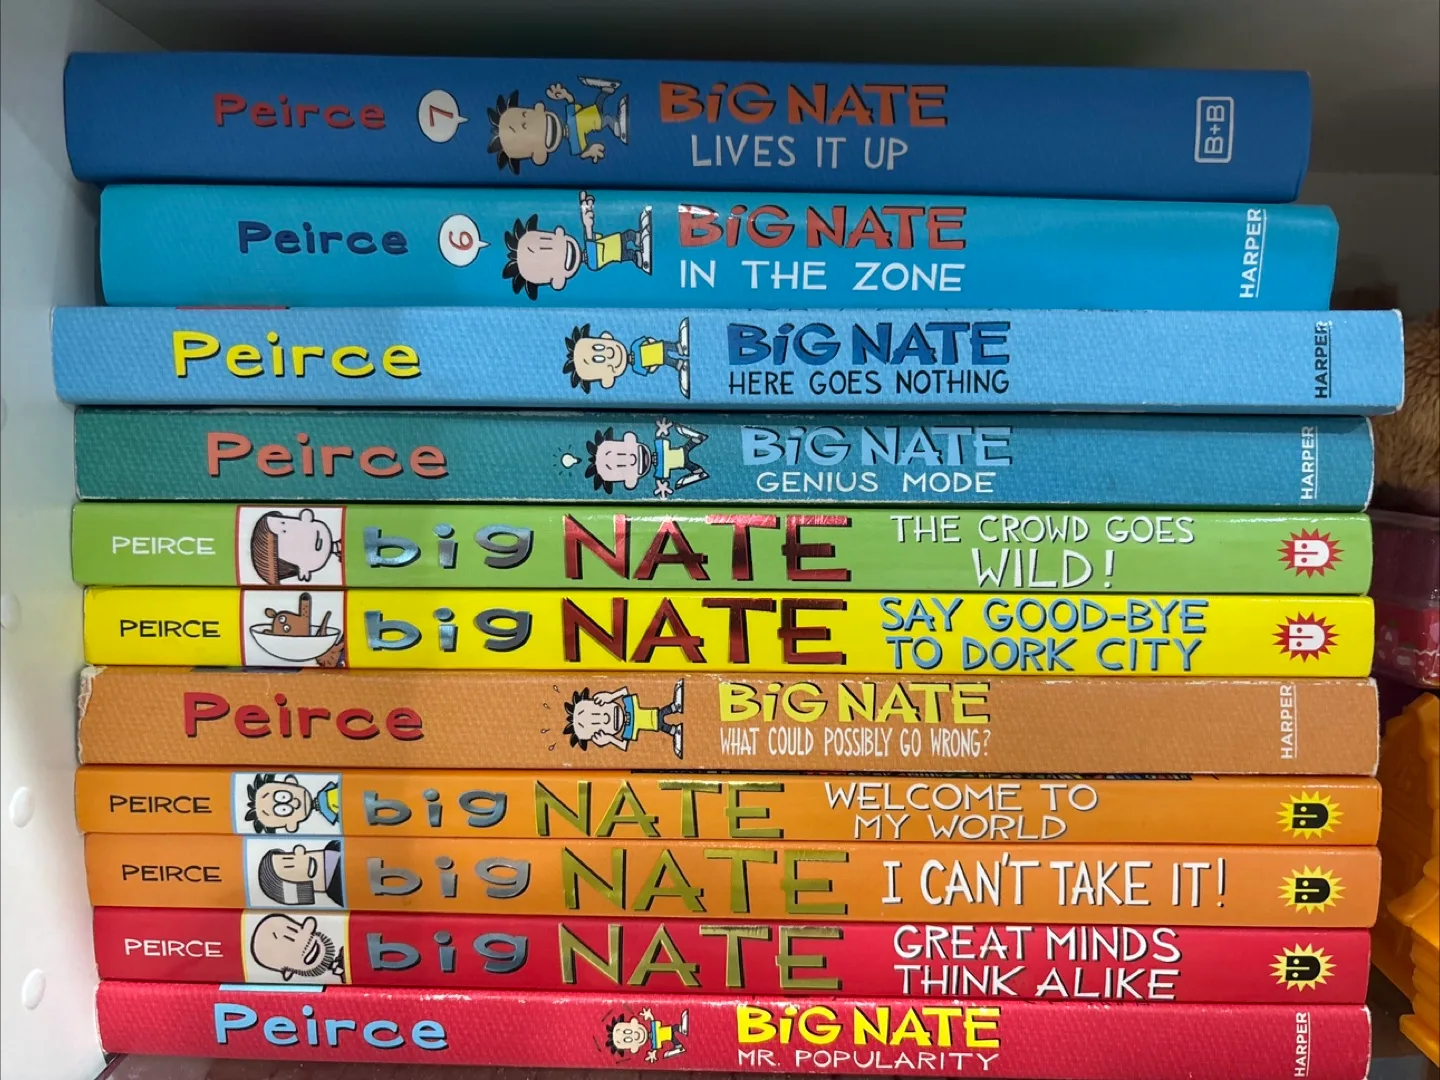 Peirce 7 BiG NATE
LIVES IT UP
B+B
Peirce 6 BiG NATE
IN THE ZONE
HARPER
Peirce BiG NATE
HERE GOES NOTHING
HARPER
Peirce BiG NATE
GENIUS MODE
HARPER
PEIRCE big NATE THE CROWD GOES
WILD!
PEIRCE big NATE SAY GOOD-BYE
TO DORK CITY
Peirce BiG NATE
WHAT COULD POSSIBLY GO WRONG?
HARPER
PEIRCE big NATE WELCOME TO
MY WORLD
PEIRCE big NATE I CAN'T TAKE IT!
PEIRCE big NATE GREAT MINDS
THINK ALIKE
Peirce BiG NATE
MR. POPULARITY
HARPER